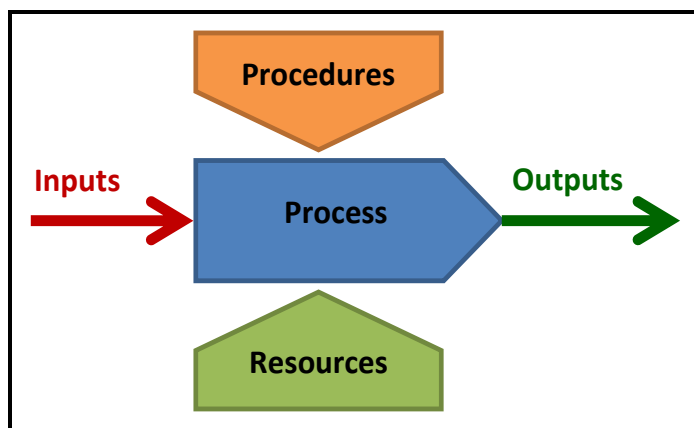 Procedures
Inputs
Process
Outputs
Resources